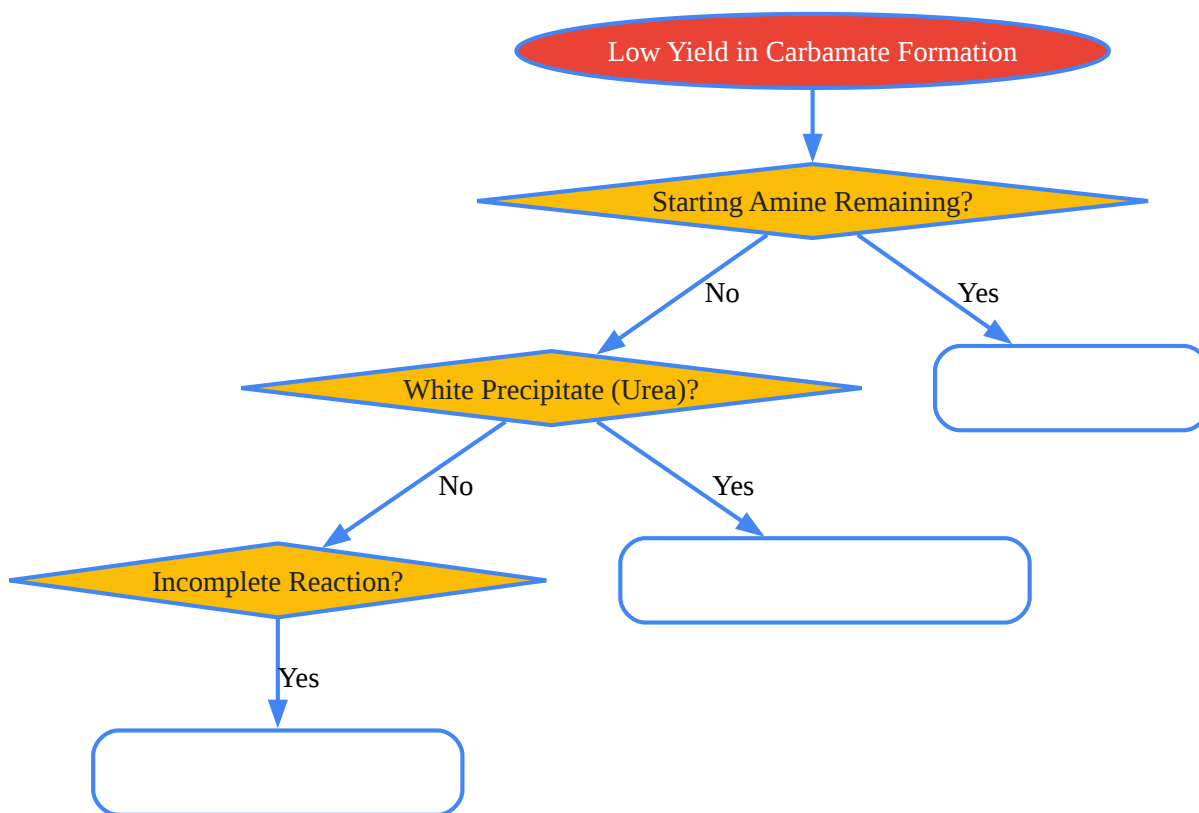 Low Yield in Carbamate Formation
Starting Amine Remaining?
No
Yes
White Precipitate (Urea)?
No
Yes
Incomplete Reaction?
Yes